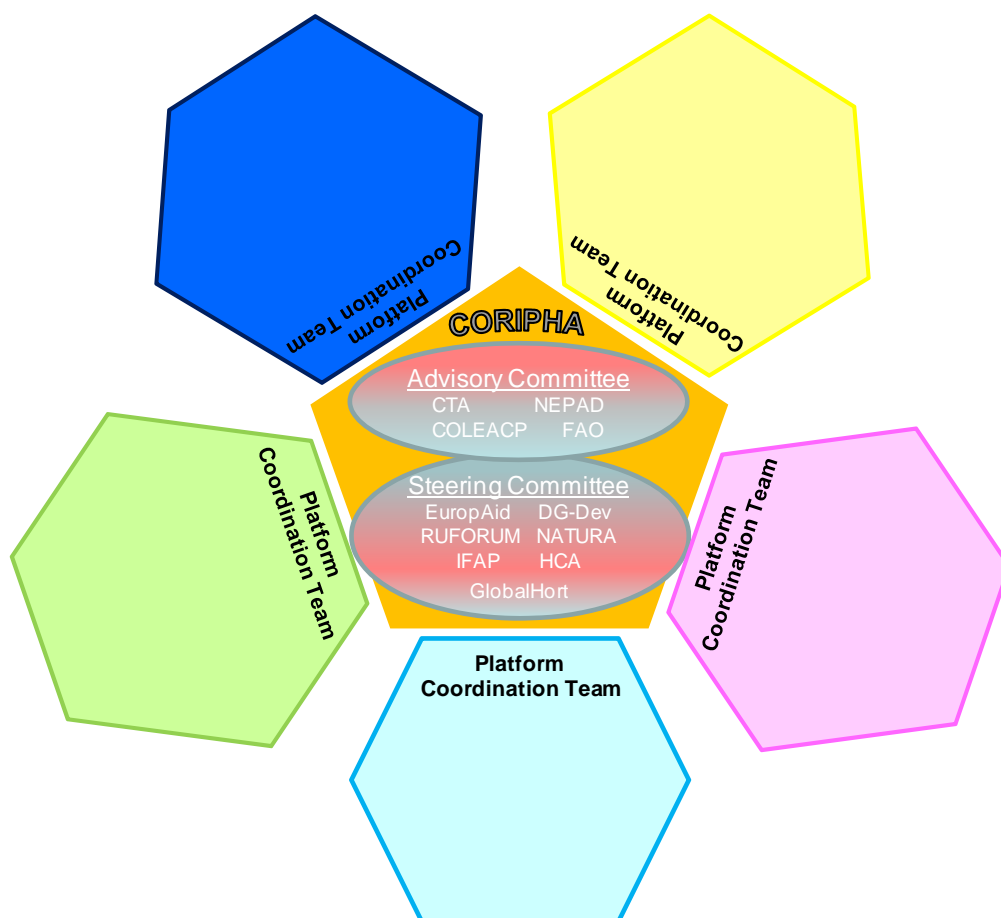 Platform
Coordination Team
Platform
Coordination Team
CORIPHA
Advisory Committee
CTA NEPAD
COLEACP FAO
Steering Committee
EuropAid DG-Dev
RUFORUM NATURA
IFAP HCA
GlobalHort
Platform
Coordination Team
Platform
Coordination Team
Platform
Coordination Team